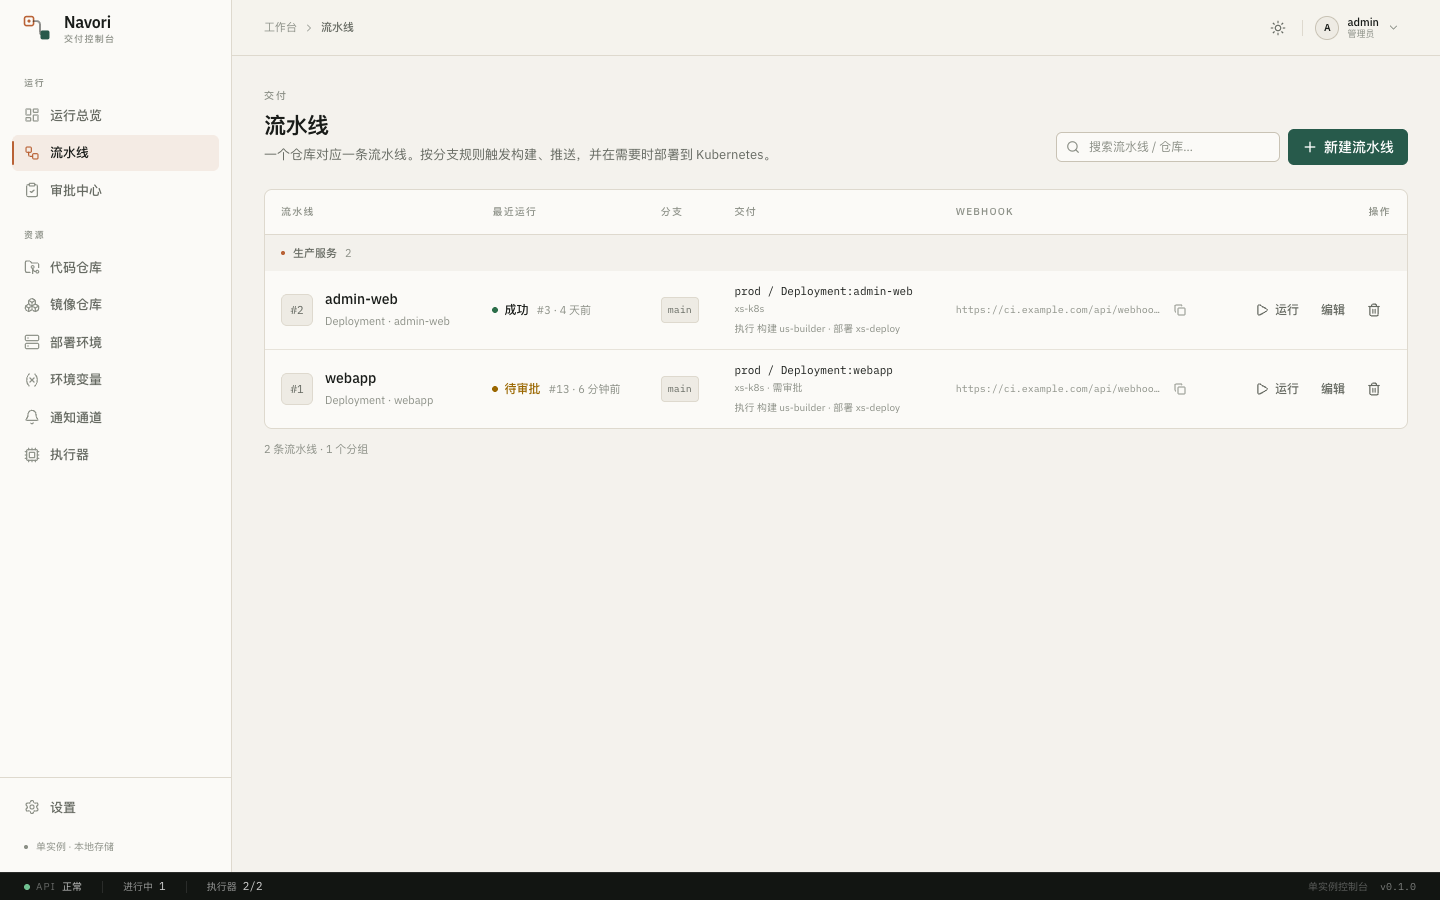 Navori
交付控制台
运行
运行总览
流水线
审批中心
资源
代码仓库
镜像仓库
部署环境
环境变量
通知通道
执行器
设置
单实例 · 本地存储
工作台 > 流水线
A
admin
管理员
交付
流水线
一个仓库对应一条流水线。按分支规则触发构建、推送，并在需要时部署到 Kubernetes。
搜索流水线 / 仓库...
新建流水线
流水线 最近运行 分支 交付 WEBHOOK 操作
生产服务 2
#2
admin-web
Deployment · admin-web
成功 #3 · 4 天前
main
prod / Deployment:admin-web
xs-k8s
执行 构建 us-builder · 部署 xs-deploy
https://ci.example.com/api/webhoo…
运行 编辑
#1
webapp
Deployment · webapp
待审批 #13 · 6 分钟前
main
prod / Deployment:webapp
xs-k8s · 需审批
执行 构建 us-builder · 部署 xs-deploy
https://ci.example.com/api/webhoo…
运行 编辑
2 条流水线 · 1 个分组
API 正常 进行中 1 执行器 2/2
单实例控制台 v0.1.0